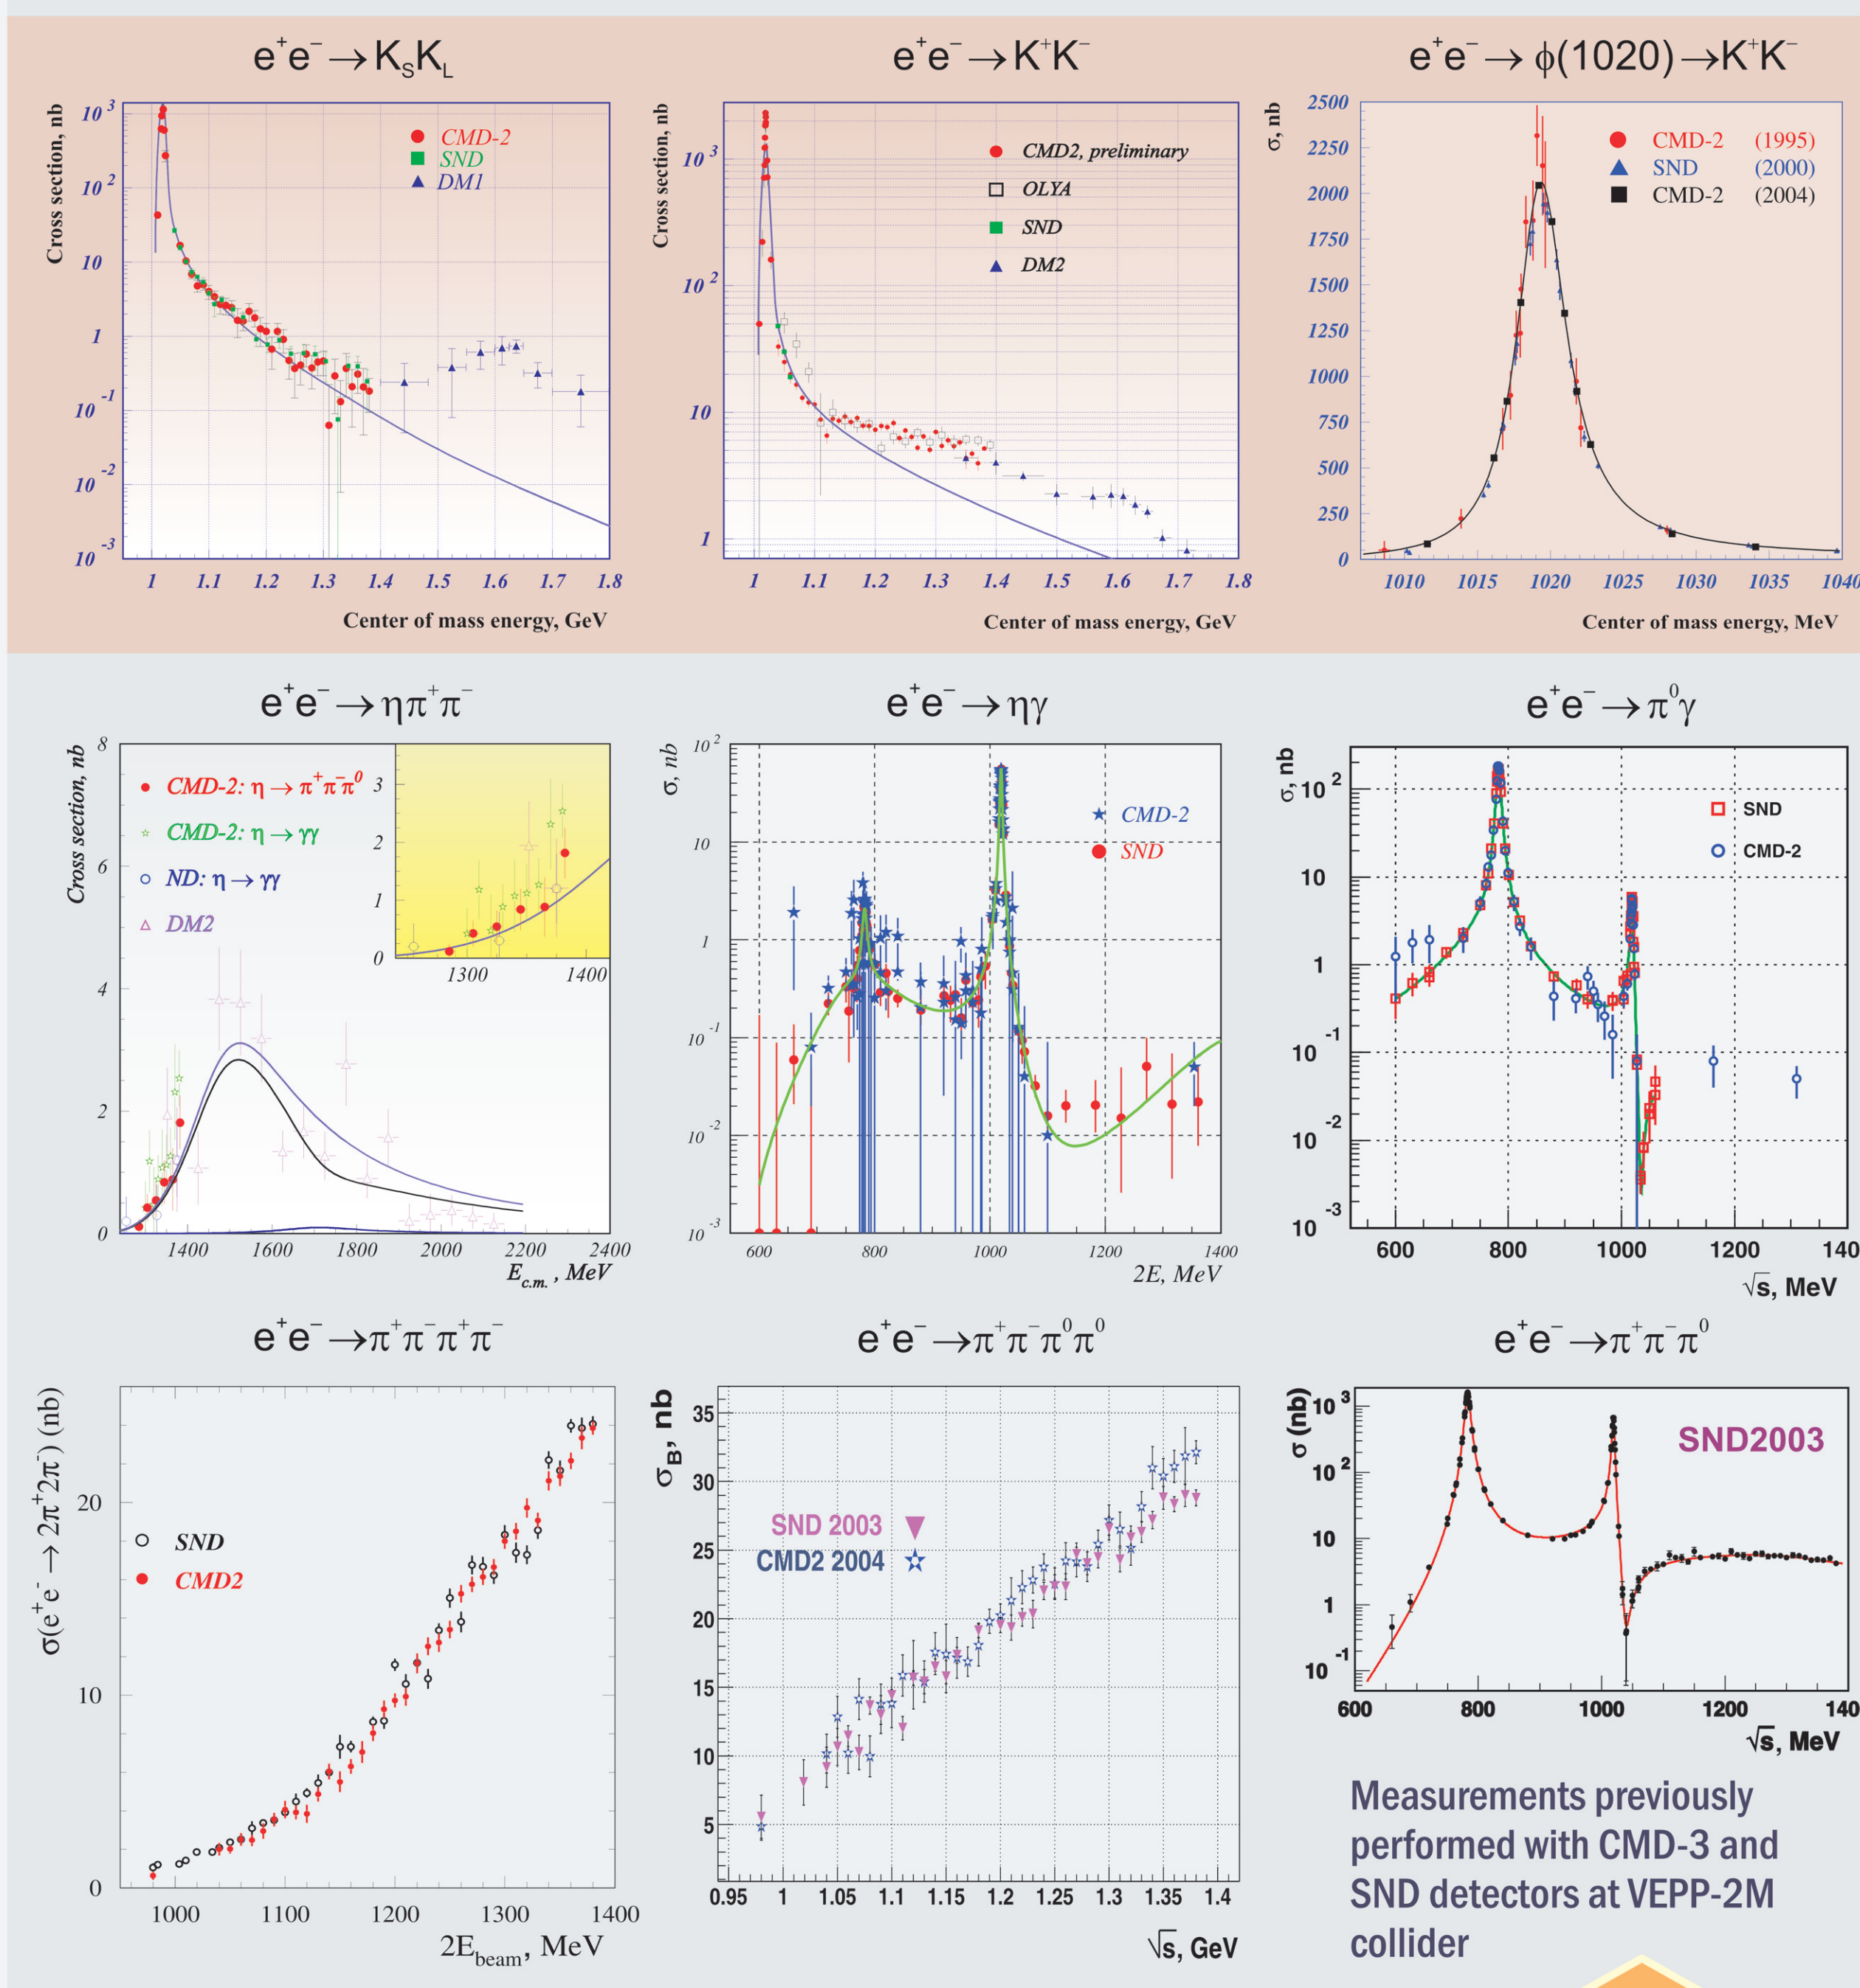 e⁺e⁻ → K_S K_L
Cross section, nb
10³
10²
10
1
10⁻¹
10⁻²
10⁻³
CMD-2
SND
DM1
1 1.1 1.2 1.3 1.4 1.5 1.6 1.7 1.8
Center of mass energy, GeV
e⁺e⁻ → K⁺K⁻
Cross section, nb
10³
10²
10
1
CMD2, preliminary
OLYA
SND
DM2
1 1.1 1.2 1.3 1.4 1.5 1.6 1.7 1.8
Center of mass energy, GeV
e⁺e⁻ → ϕ(1020) → K⁺K⁻
σ, nb
2500
2250
2000
1750
1500
1250
1000
750
500
250
0
CMD-2 (1995)
SND (2000)
CMD-2 (2004)
1010 1015 1020 1025 1030 1035 1040
Center of mass energy, MeV
e⁺e⁻ → ηπ⁺π⁻
Cross section, nb
8
6
4
2
0
CMD-2: η → π⁺π⁻π⁰
CMD-2: η → γγ
ND: η → γγ
DM2
3
2
1
0
1300 1400
1400 1600 1800 2000 2200 2400
E_c.m. , MeV
e⁺e⁻ → ηγ
σ, nb
10²
10
1
10⁻¹
10⁻²
10⁻³
CMD-2
SND
600 800 1000 1200 1400
2E, MeV
e⁺e⁻ → π⁰γ
σ, nb
10²
10
1
10⁻¹
10⁻²
10⁻³
SND
CMD-2
600 800 1000 1200 140
√s, MeV
e⁺e⁻ → π⁺π⁻π⁺π⁻
σ(e⁺e⁻ → 2π⁺2π⁻) (nb)
20
10
0
SND
CMD2
1000 1100 1200 1300 1400
2E_beam, MeV
e⁺e⁻ → π⁺π⁻π⁰π⁰
σ_B, nb
35
30
25
20
15
10
5
SND 2003
CMD2 2004
0.95 1 1.05 1.1 1.15 1.2 1.25 1.3 1.35 1.4
√s, GeV
e⁺e⁻ → π⁺π⁻π⁰
σ (nb)
10³
10²
10
1
10⁻¹
SND2003
600 800 1000 1200 140
√s, MeV
Measurements previously
performed with CMD-3 and
SND detectors at VEPP-2M
collider